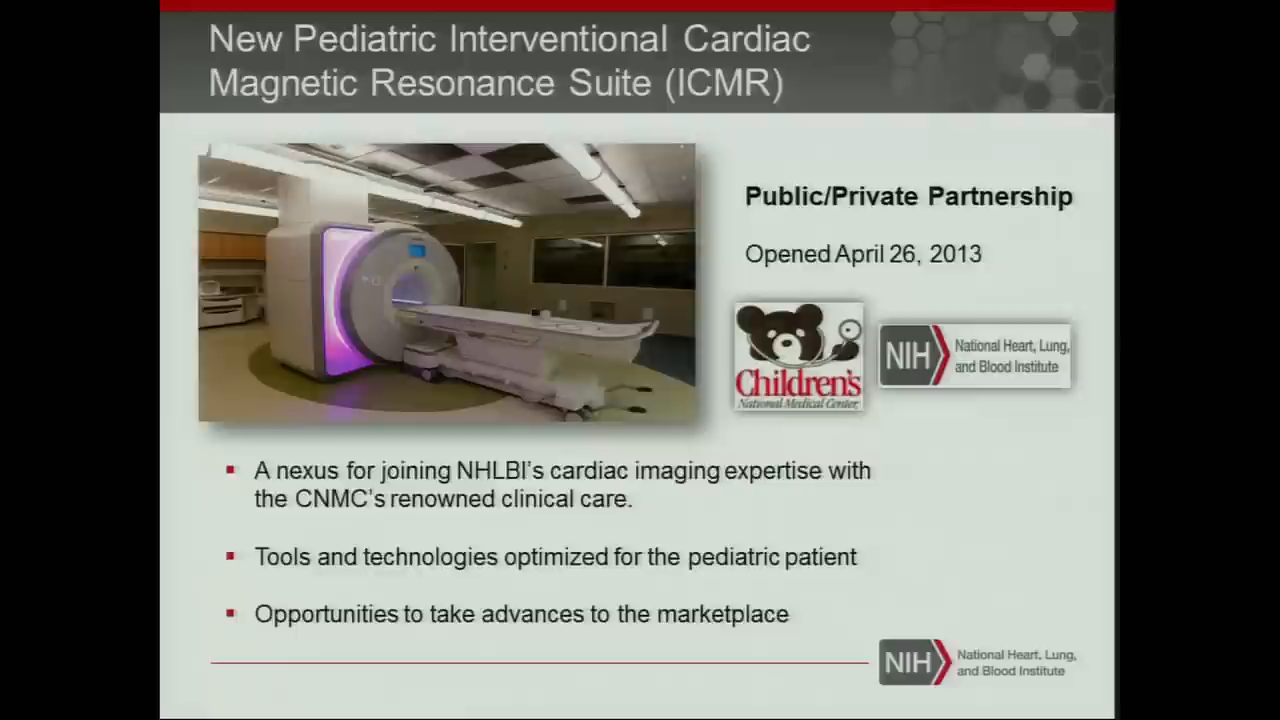 New Pediatric Interventional Cardiac
Magnetic Resonance Suite (ICMR)
Public/Private Partnership
Opened April 26, 2013
Children's
National Medical Center
NIH
National Heart, Lung,
and Blood Institute
▪ A nexus for joining NHLBI's cardiac imaging expertise with
the CNMC's renowned clinical care.
▪ Tools and technologies optimized for the pediatric patient
▪ Opportunities to take advances to the marketplace
NIH
National Heart, Lung,
and Blood Institute